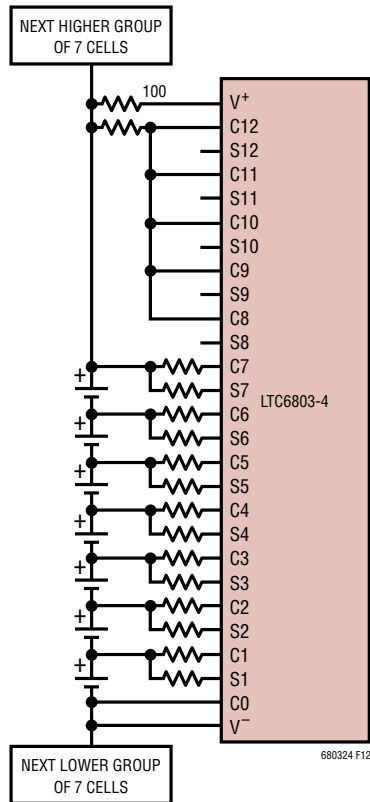 NEXT HIGHER GROUP
OF 7 CELLS
100
V+
C12
S12
C11
S11
C10
S10
C9
S9
C8
S8
C7
S7
C6
S6
C5
S5
C4
S4
C3
S3
C2
S2
C1
S1
C0
V−
LTC6803-4
+
+
+
+
+
+
+
NEXT LOWER GROUP
OF 7 CELLS
680324 F12